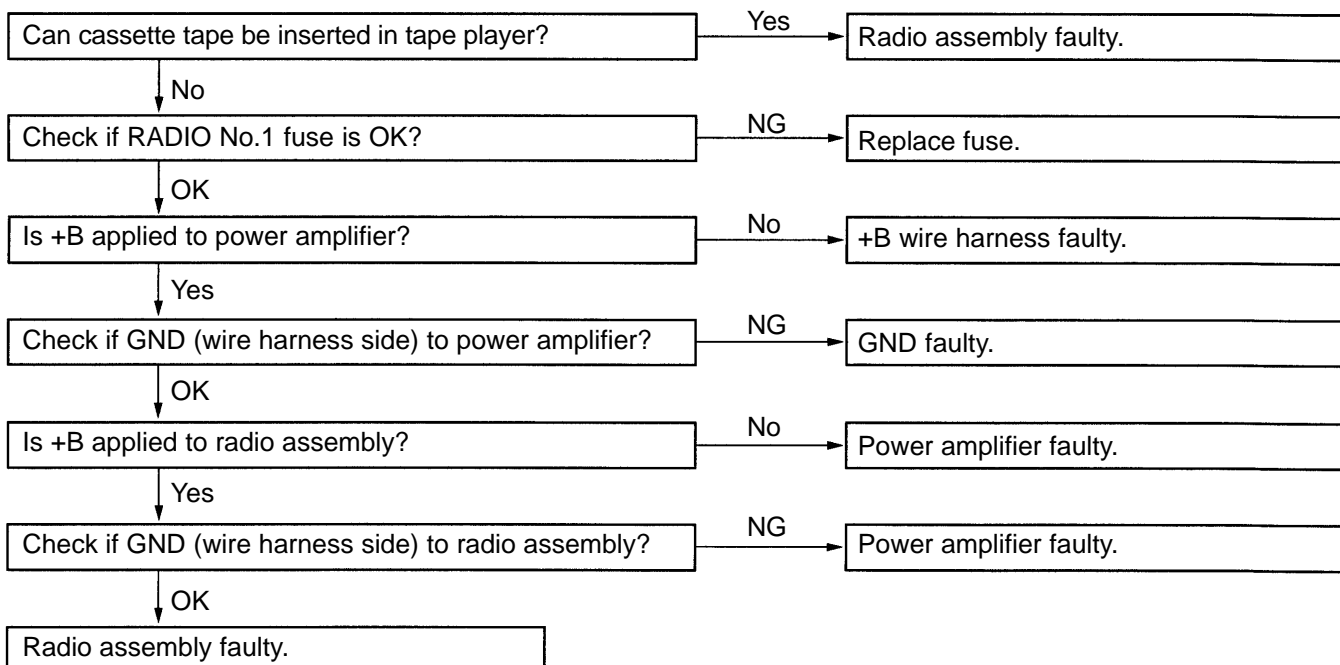 Can cassette tape be inserted in tape player?
Yes
Radio assembly faulty.
No
Check if RADIO No.1 fuse is OK?
NG
Replace fuse.
OK
Is +B applied to power amplifier?
No
+B wire harness faulty.
Yes
Check if GND (wire harness side) to power amplifier?
NG
GND faulty.
OK
Is +B applied to radio assembly?
No
Power amplifier faulty.
Yes
Check if GND (wire harness side) to radio assembly?
NG
Power amplifier faulty.
OK
Radio assembly faulty.